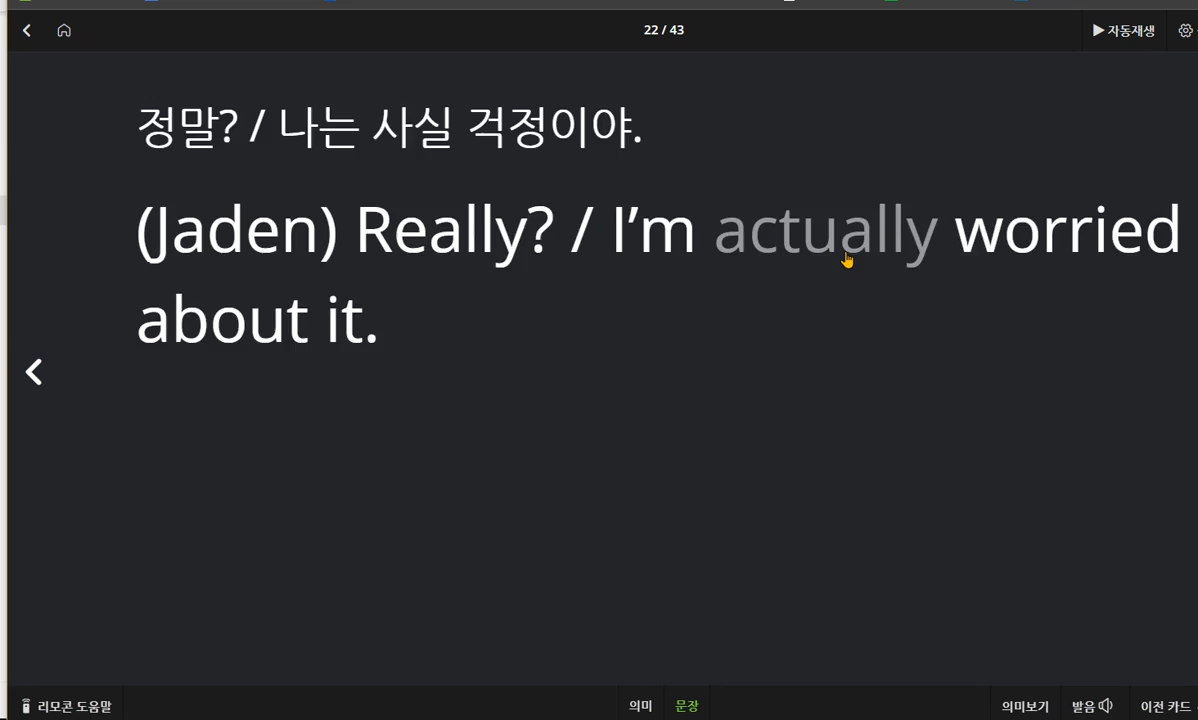 22 / 43
▶ 자동재생
정말? / 나는 사실 걱정이야.
(Jaden) Really? / I’m actually worried
about it.
리모콘 도움말
의미
문장
의미보기
발음
이전 카드